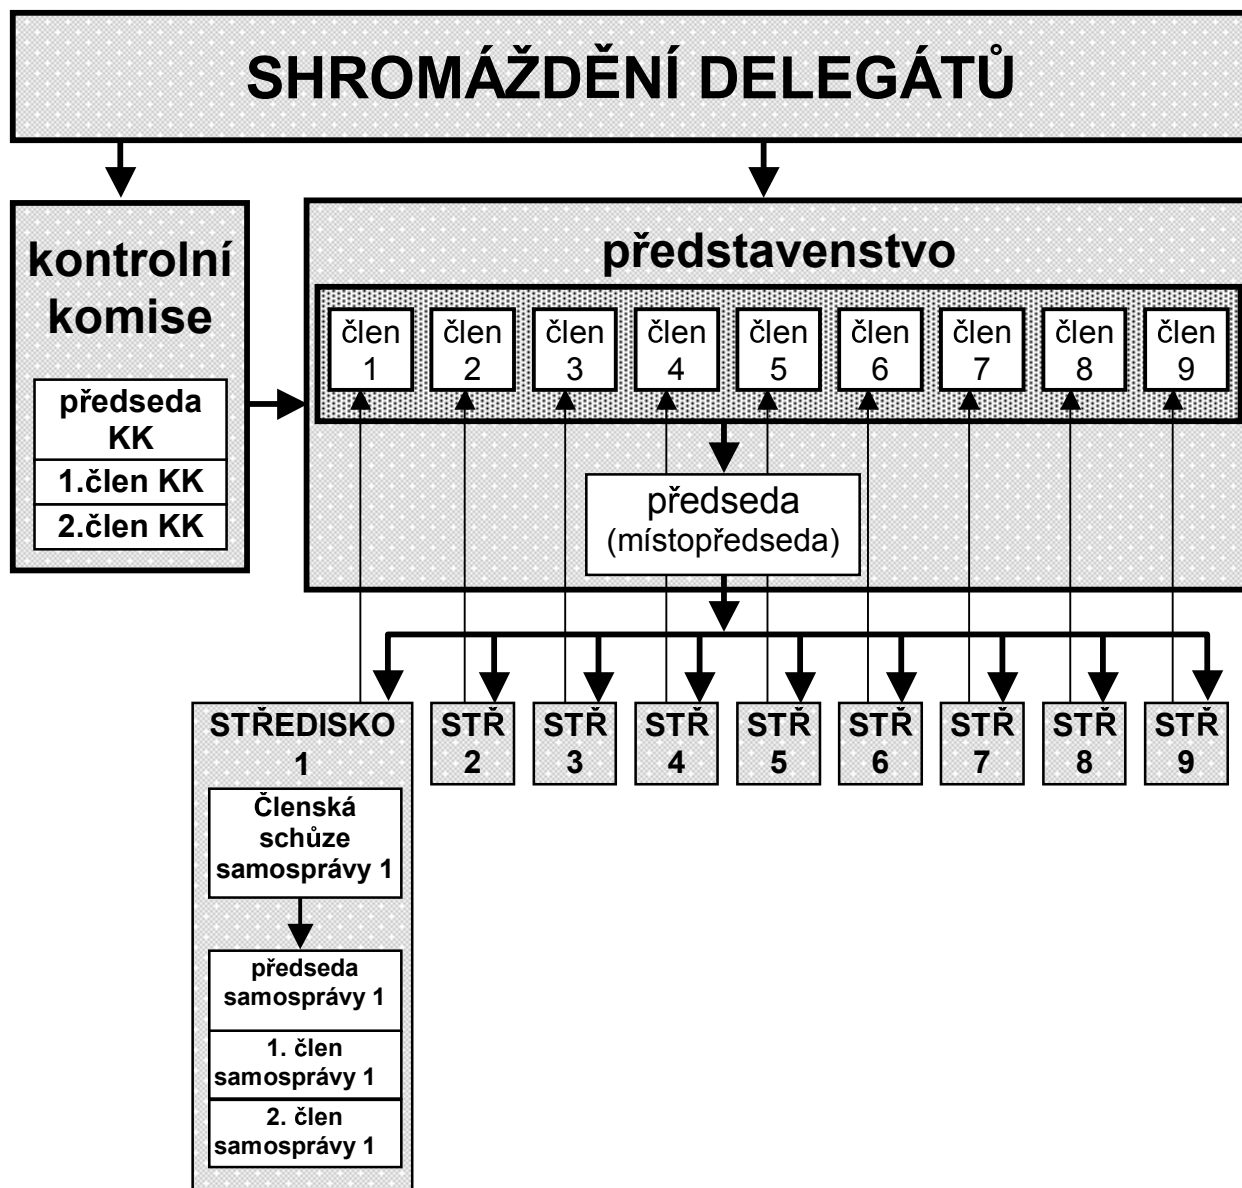 SHROMÁŽDĚNÍ DELEGÁTŮ
kontrolní
komise
předseda
KK
1.člen KK
2.člen KK
představenstvo
člen
1
člen
2
člen
3
člen
4
člen
5
člen
6
člen
7
člen
8
člen
9
předseda
(místopředseda)
STŘEDISKO
1
Členská
schůze
samosprávy 1
předseda
samosprávy 1
1. člen
samosprávy 1
2. člen
samosprávy 1
STŘ
2
STŘ
3
STŘ
4
STŘ
5
STŘ
6
STŘ
7
STŘ
8
STŘ
9